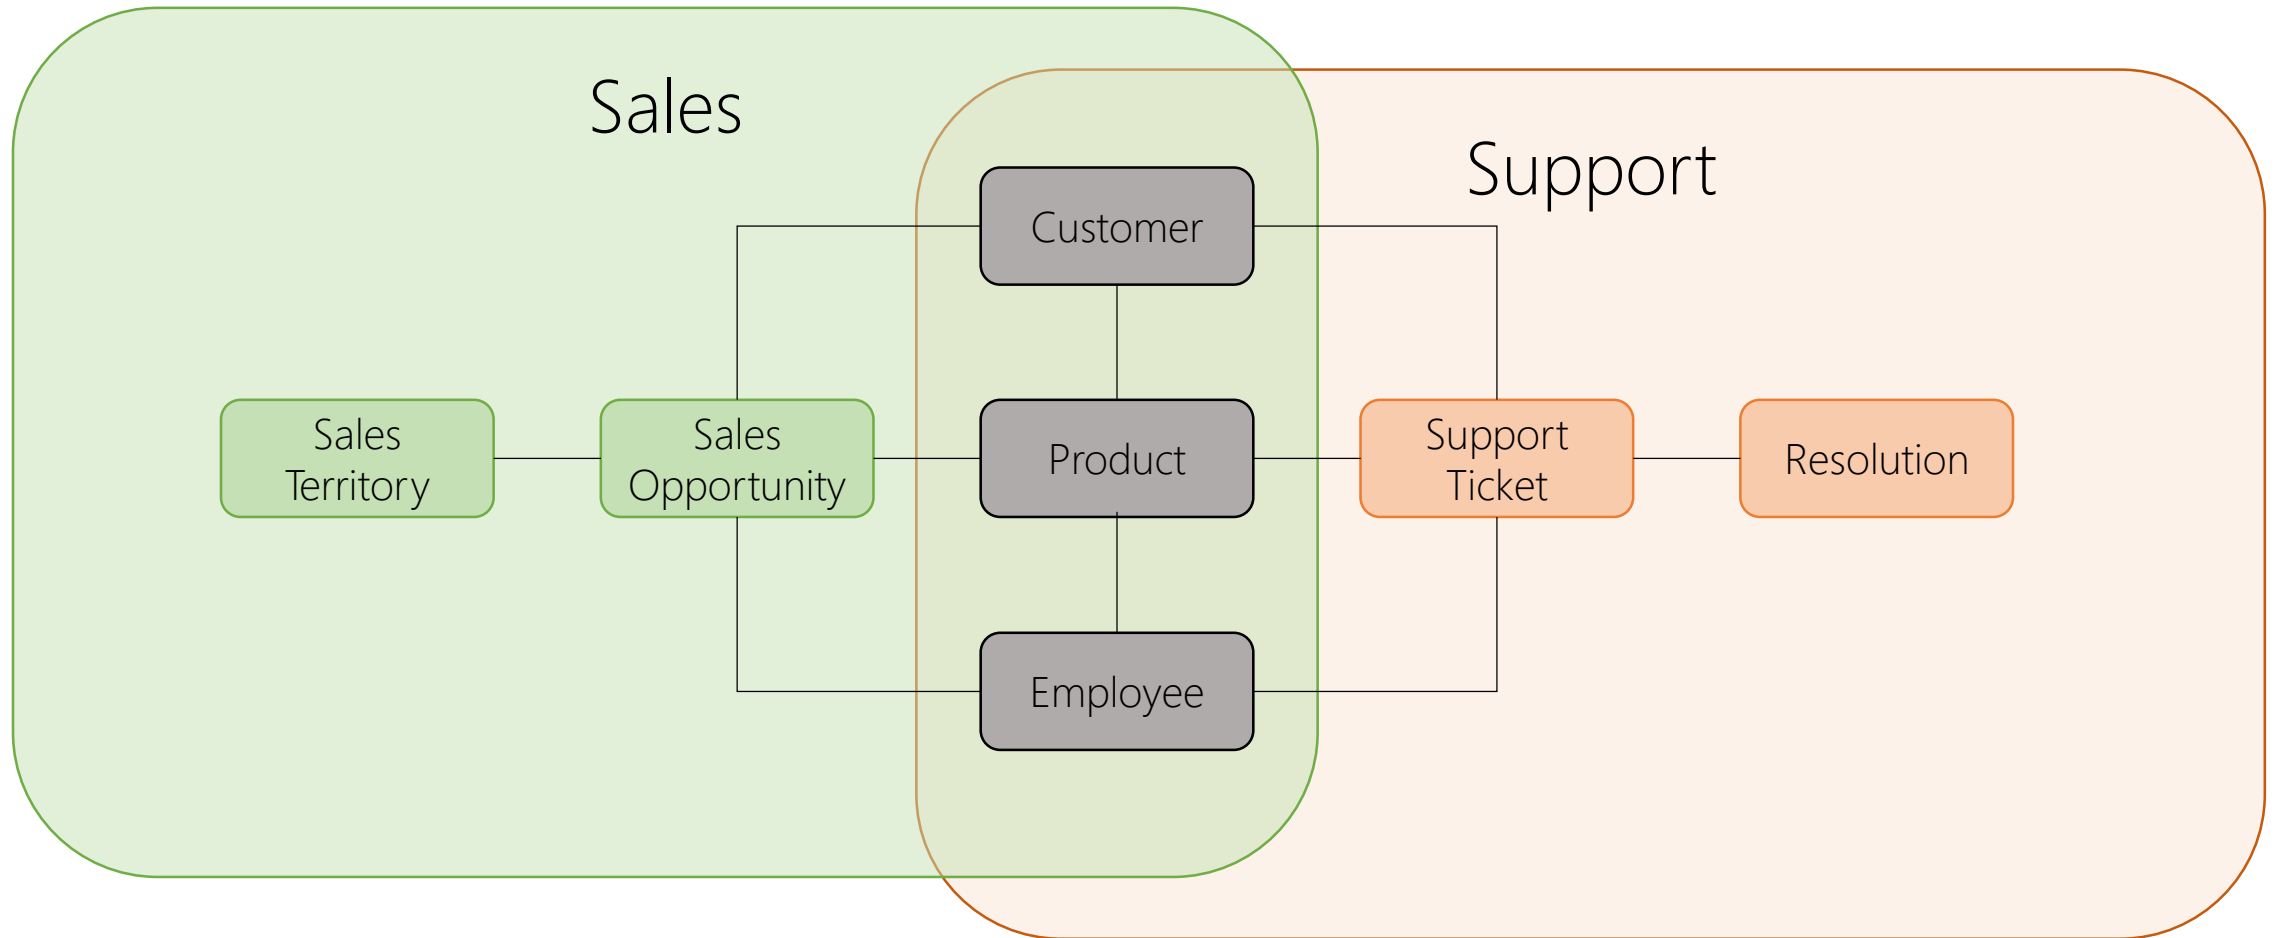 Sales
Support
Customer
Sales
Territory
Sales
Opportunity
Product
Support
Ticket
Resolution
Employee